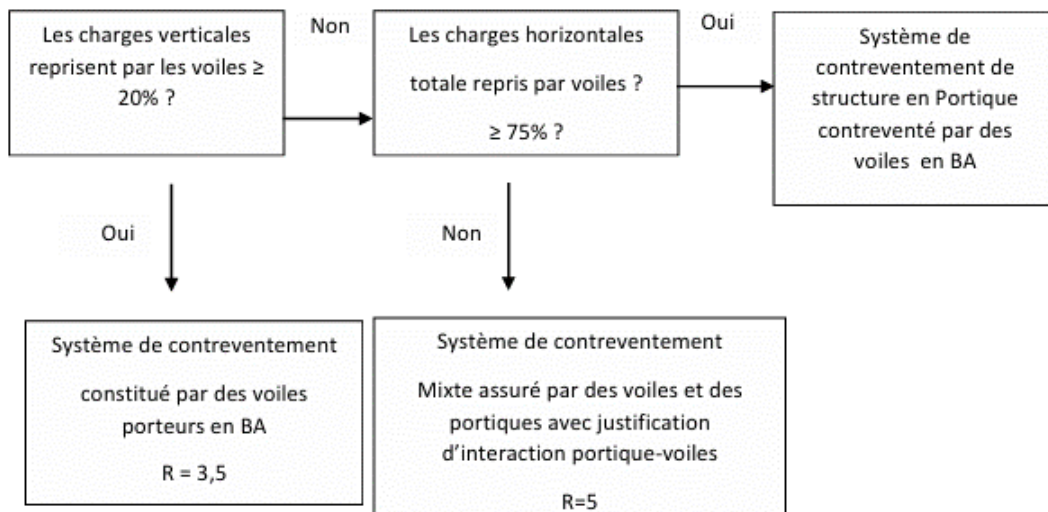 Les charges verticales
reprisent par les voiles ≥
20% ?
Non
Les charges horizontales
totale repris par voiles ?
≥ 75% ?
Oui
Système de
contreventement de
structure en Portique
contreventé par des
voiles en BA
Oui
Non
Système de contreventement
constitué par des voiles
porteurs en BA
R = 3,5
Système de contreventement
Mixte assuré par des voiles et des
portiques avec justification
d’interaction portique-voiles
R=5